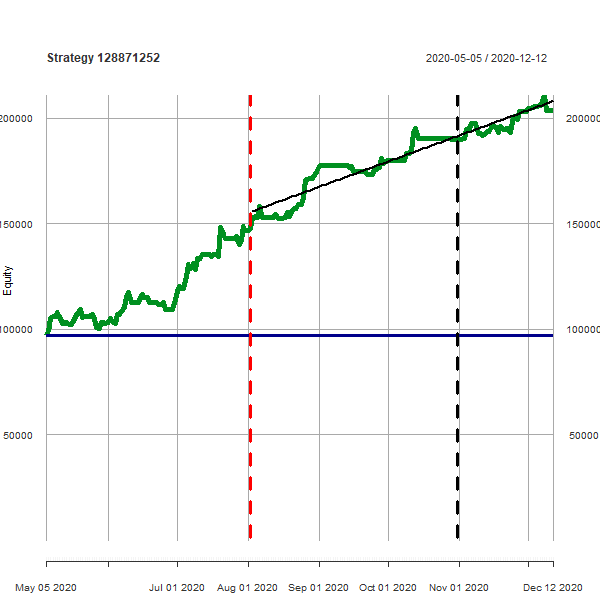 Strategy 128871252
2020-05-05 / 2020-12-12
200000
200000
150000
150000
Equity
100000
100000
50000
50000
May 05 2020
Jul 01 2020
Aug 01 2020
Sep 01 2020
Oct 01 2020
Nov 01 2020
Dec 12 2020